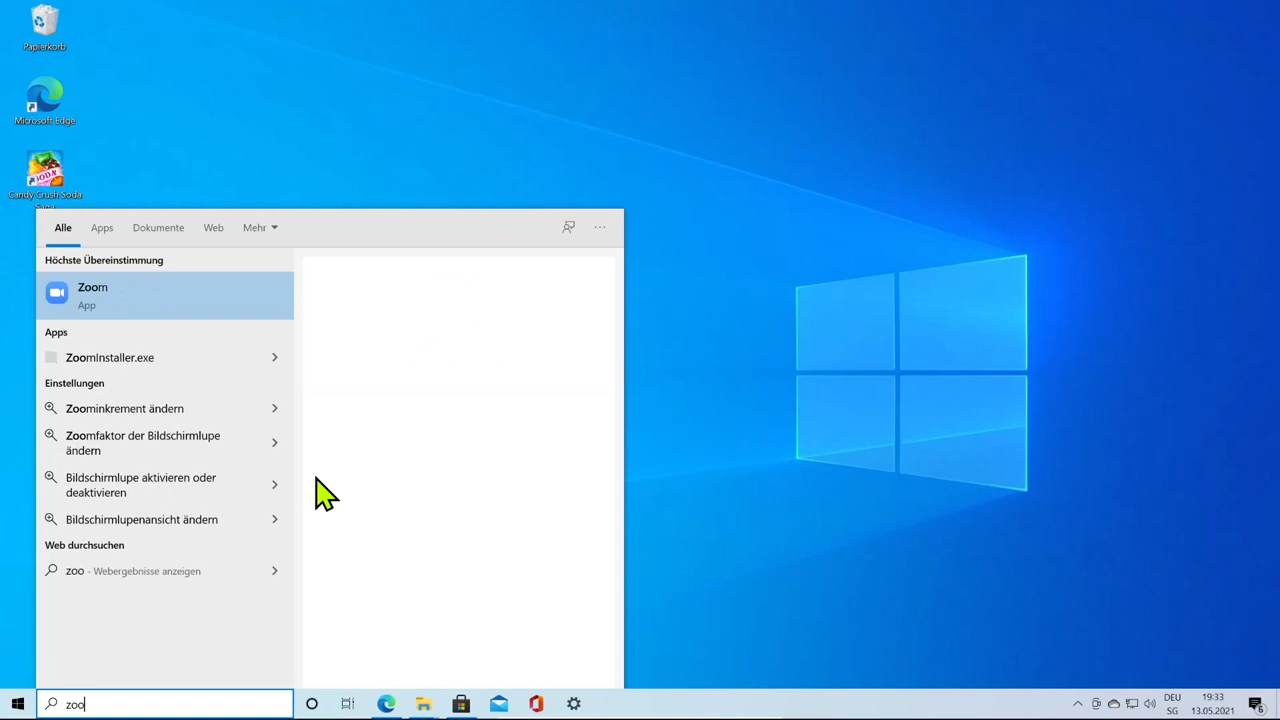 Papierkorb
Microsoft Edge
Candy Crush Soda
Saga
Alle Apps Dokumente Web Mehr
Höchste Übereinstimmung
Zoom
App
Apps
ZoomInstaller.exe
Einstellungen
Zoominkrement ändern
Zoomfaktor der Bildschirmlupe
ändern
Bildschirmlupe aktivieren oder
deaktivieren
Bildschirmlupenansicht ändern
Web durchsuchen
zoo - Webergebnisse anzeigen
zoo
DEU 19:33
SG 13.05.2021 6